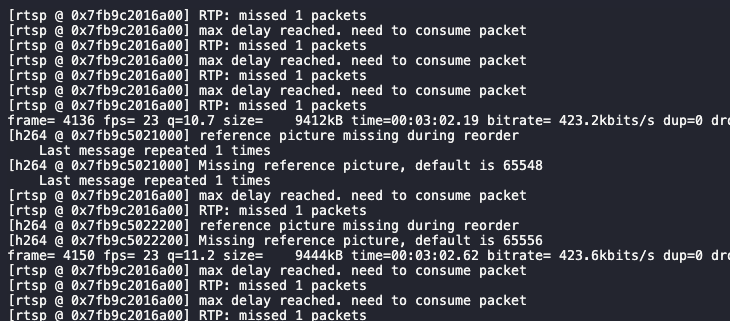 [rtsp @ 0x7fb9c2016a00] RTP: missed 1 packets
[rtsp @ 0x7fb9c2016a00] max delay reached. need to consume packet
[rtsp @ 0x7fb9c2016a00] RTP: missed 1 packets
[rtsp @ 0x7fb9c2016a00] max delay reached. need to consume packet
[rtsp @ 0x7fb9c2016a00] RTP: missed 1 packets
[rtsp @ 0x7fb9c2016a00] max delay reached. need to consume packet
[rtsp @ 0x7fb9c2016a00] RTP: missed 1 packets
frame= 4136 fps= 23 q=10.7 size=    9412kB time=00:03:02.19 bitrate= 423.2kbits/s dup=0 dro
[h264 @ 0x7fb9c5021000] reference picture missing during reorder
    Last message repeated 1 times
[h264 @ 0x7fb9c5021000] Missing reference picture, default is 65548
    Last message repeated 1 times
[rtsp @ 0x7fb9c2016a00] max delay reached. need to consume packet
[rtsp @ 0x7fb9c2016a00] RTP: missed 1 packets
[h264 @ 0x7fb9c5022200] reference picture missing during reorder
[h264 @ 0x7fb9c5022200] Missing reference picture, default is 65556
frame= 4150 fps= 23 q=11.2 size=    9444kB time=00:03:02.62 bitrate= 423.6kbits/s dup=0 dro
[rtsp @ 0x7fb9c2016a00] max delay reached. need to consume packet
[rtsp @ 0x7fb9c2016a00] RTP: missed 1 packets
[rtsp @ 0x7fb9c2016a00] max delay reached. need to consume packet
[rtsp @ 0x7fb9c2016a00] RTP: missed 1 packets